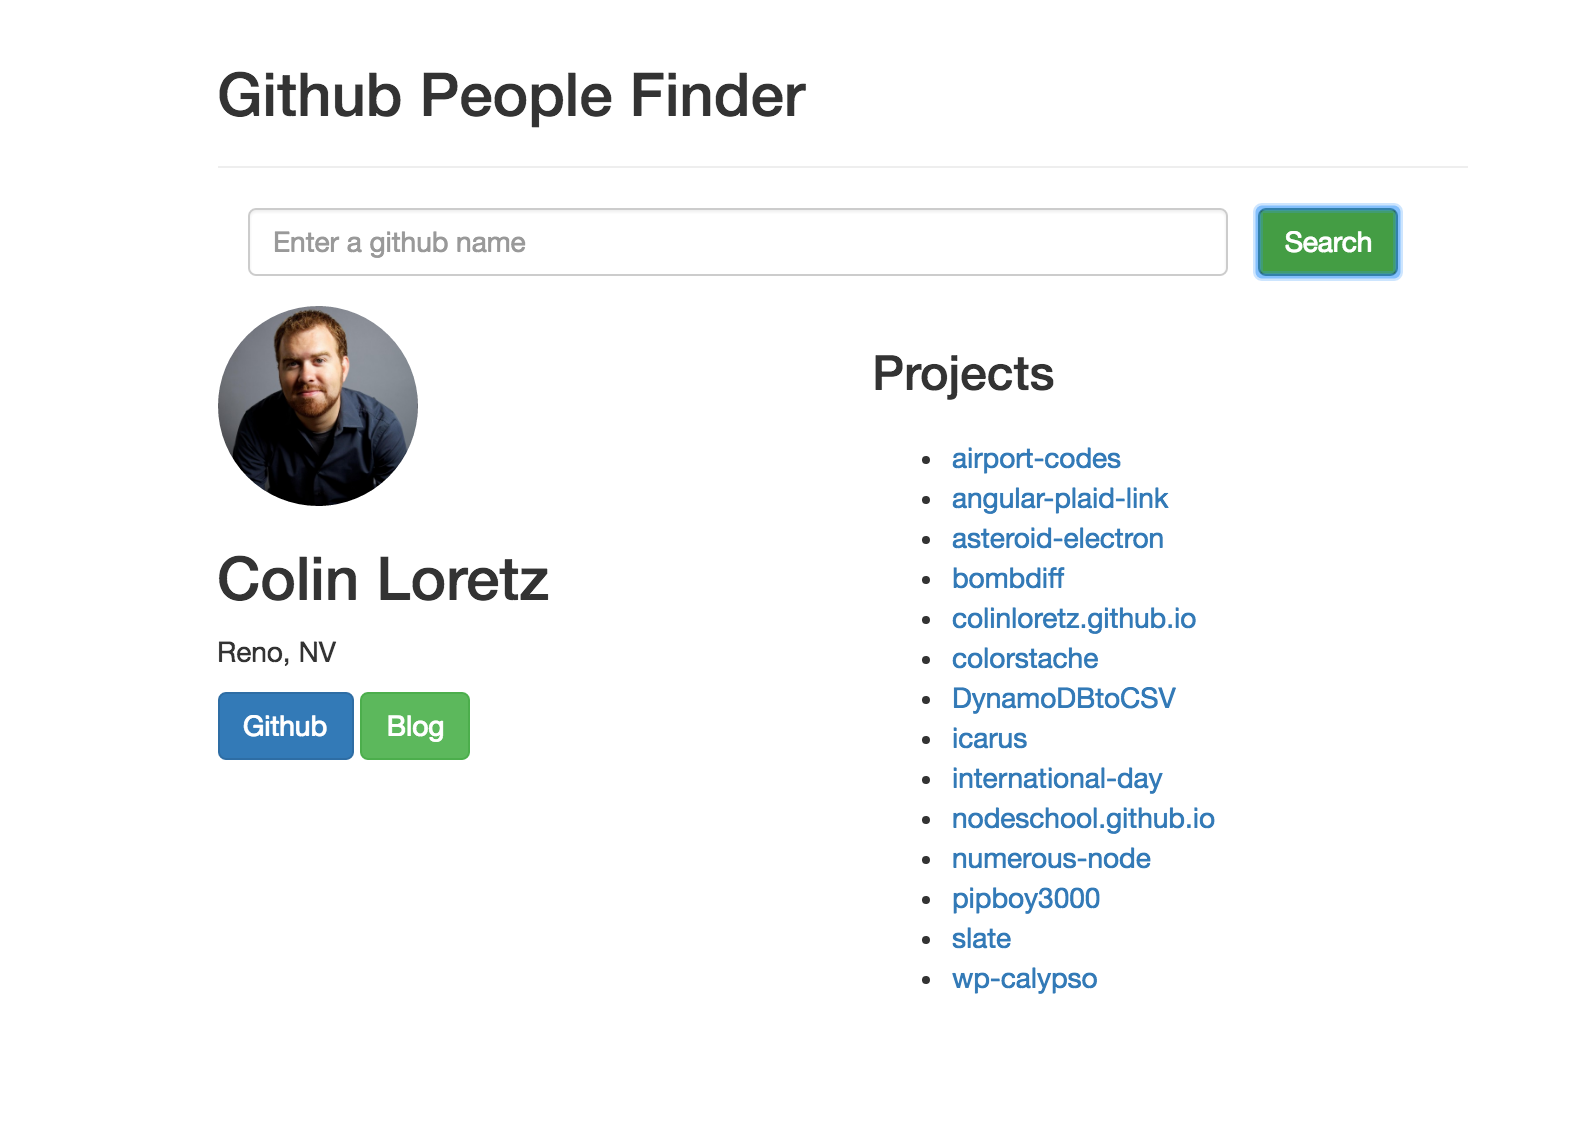 Github People Finder
Enter a github name
Search
Colin Loretz
Reno, NV
Github
Blog
Projects
airport-codes
angular-plaid-link
asteroid-electron
bombdiff
colinloretz.github.io
colorstache
DynamoDBtoCSV
icarus
international-day
nodeschool.github.io
numerous-node
pipboy3000
slate
wp-calypso